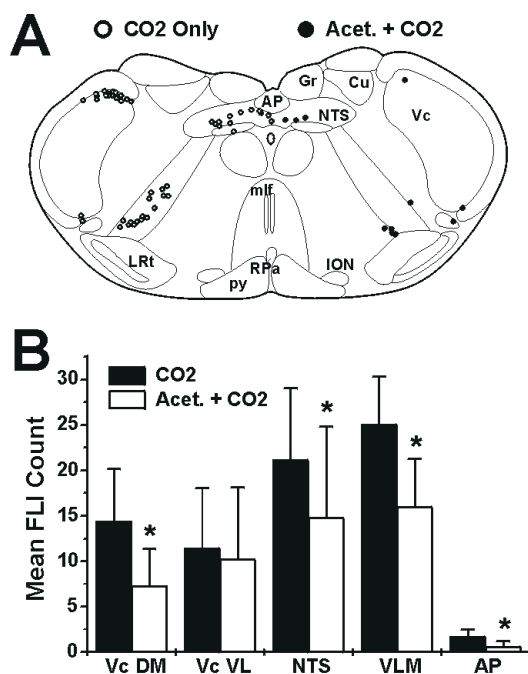 A
CO2 Only
Acet. + CO2
AP
Gr
Cu
NTS
Vc
mlf
LRt
RPa
ION
py
B
CO2
Acet. + CO2
Mean FLI Count
30
25
20
15
10
5
0
*
*
*
*
Vc DM
Vc VL
NTS
VLM
AP